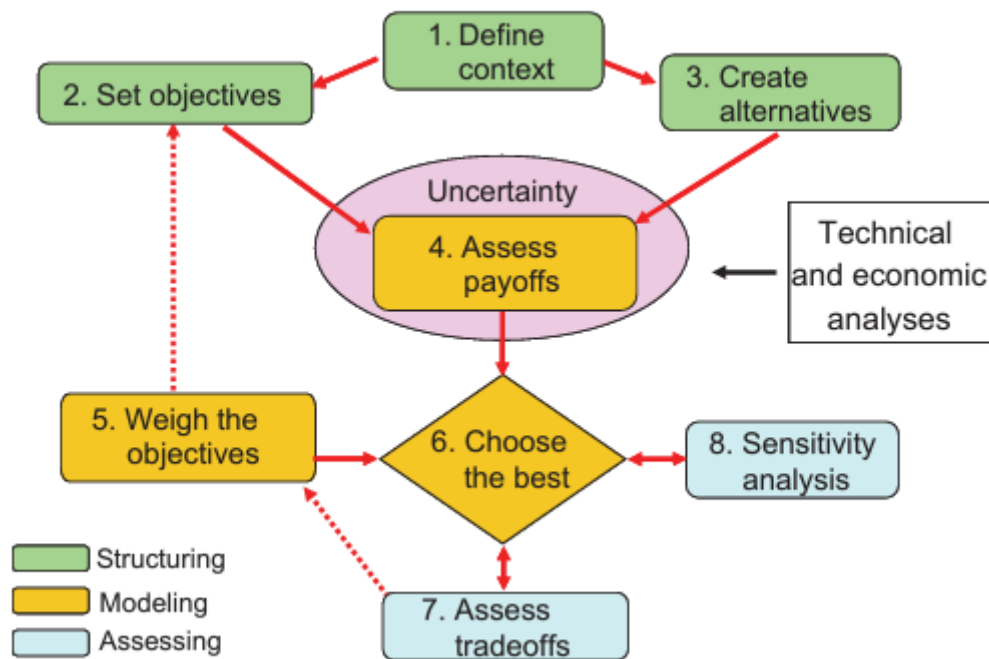 1. Define
context
2. Set objectives
3. Create
alternatives
Uncertainty
4. Assess
payoffs
Technical
and economic
analyses
5. Weigh the
objectives
6. Choose
the best
8. Sensitivity
analysis
7. Assess
tradeoffs
Structuring
Modeling
Assessing